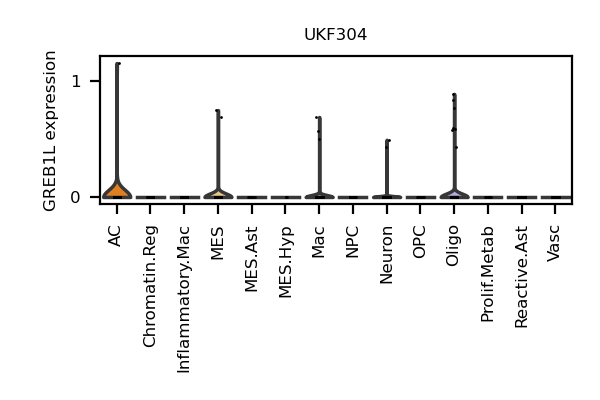 UKF304
GREB1L expression
1
0
AC
Chromatin.Reg
Inflammatory.Mac
MES
MES.Ast
MES.Hyp
Mac
NPC
Neuron
OPC
Oligo
Prolif.Metab
Reactive.Ast
Vasc